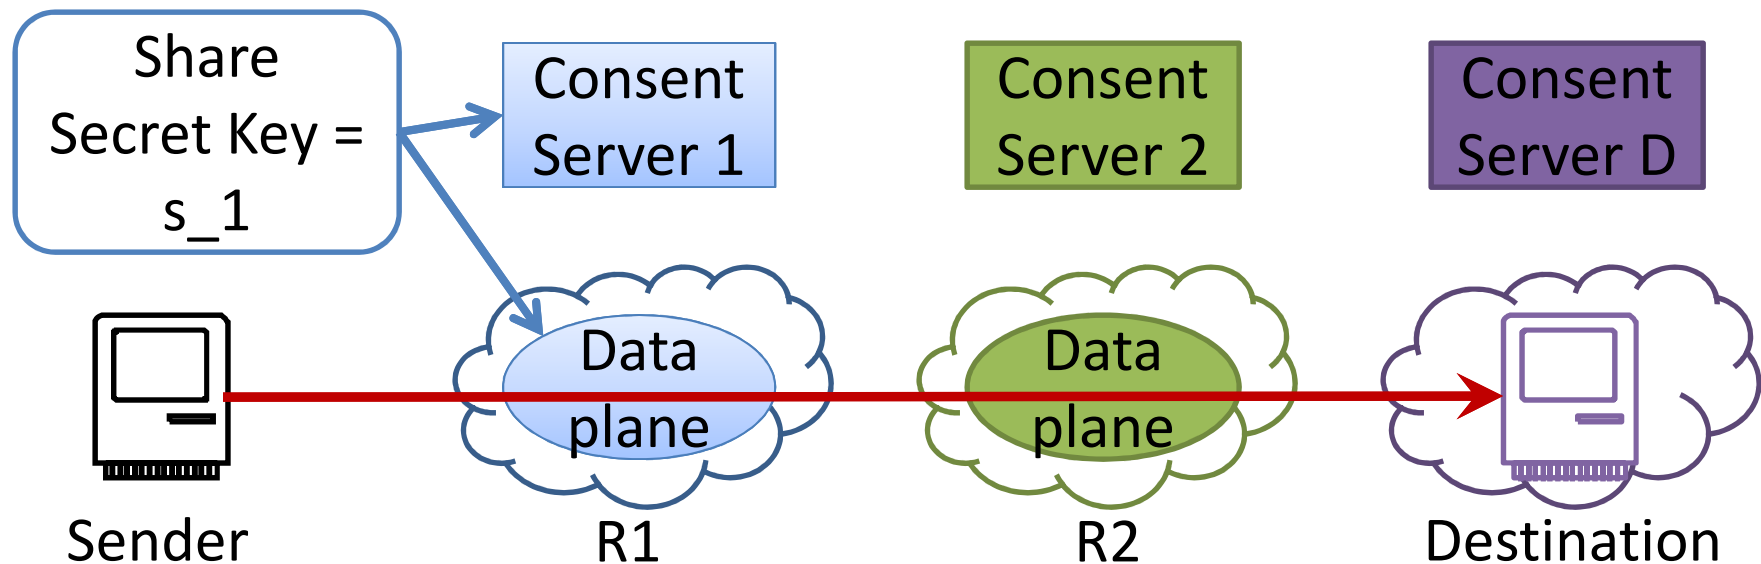 Share
Secret Key =
s_1
Consent
Server 1
Consent
Server 2
Consent
Server D
Data
plane
Data
plane
Sender
R1
R2
Destination